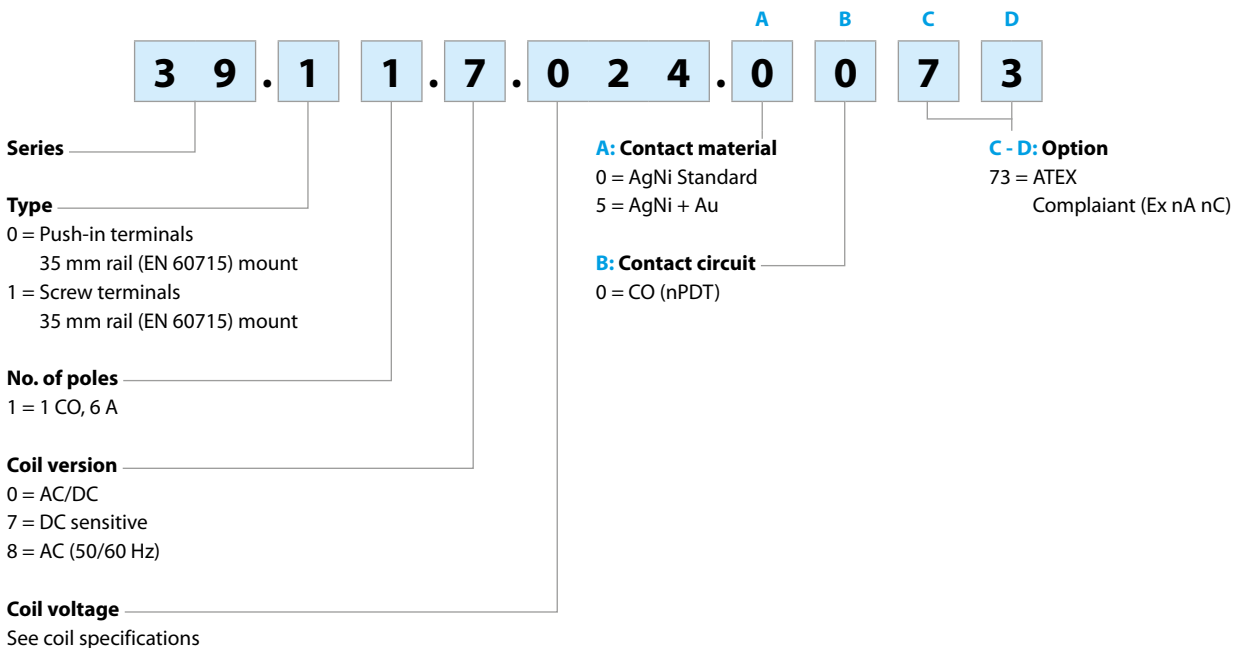 A B C D
3 9 . 1 1 . 7 . 0 2 4 . 0 0 7 3
Series
Type
0 = Push-in terminals
35 mm rail (EN 60715) mount
1 = Screw terminals
35 mm rail (EN 60715) mount
No. of poles
1 = 1 CO, 6 A
Coil version
0 = AC/DC
7 = DC sensitive
8 = AC (50/60 Hz)
Coil voltage
See coil specifications
A: Contact material
0 = AgNi Standard
5 = AgNi + Au
B: Contact circuit
0 = CO (nPDT)
C - D: Option
73 = ATEX
Complaiant (Ex nA nC)